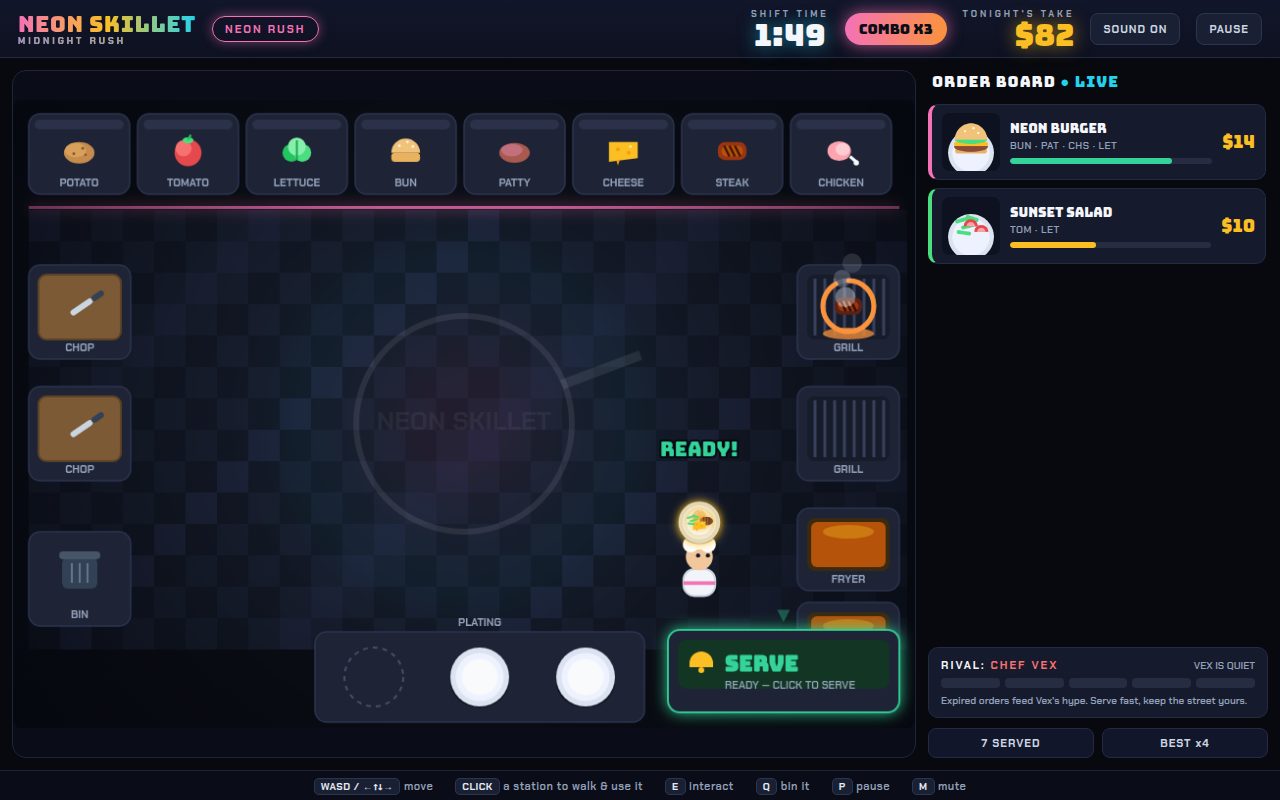 NEON SKILLET
MIDNIGHT RUSH
NEON RUSH
SHIFT TIME
1:49
COMBO X3
TONIGHT'S TAKE
$82
SOUND ON
PAUSE
POTATO
TOMATO
LETTUCE
BUN
PATTY
CHEESE
STEAK
CHICKEN
ORDER BOARD • LIVE
NEON BURGER
BUN · PAT · CHS · LET
$14
SUNSET SALAD
TOM · LET
$10
CHOP
GRILL
NEON SKILLET
CHOP
GRILL
READY!
FRYER
BIN
PLATING
SERVE
READY — CLICK TO SERVE
RIVAL: CHEF VEX
VEX IS QUIET
Expired orders feed Vex's hype. Serve fast, keep the street yours.
7 SERVED
BEST x4
WASD / ←↑↓→ move
CLICK a station to walk & use it
E interact
Q bin it
P pause
M mute